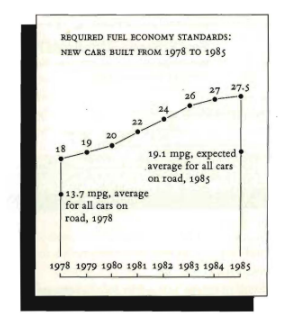 REQUIRED FUEL ECONOMY STANDARDS:
NEW CARS BUILT FROM 1978 TO 1985
18 19 20 22 24 26 27 27.5
19.1 mpg, expected
average for all cars
on road, 1985
13.7 mpg, average
for all cars on
road, 1978
1978 1979 1980 1981 1982 1983 1984 1985